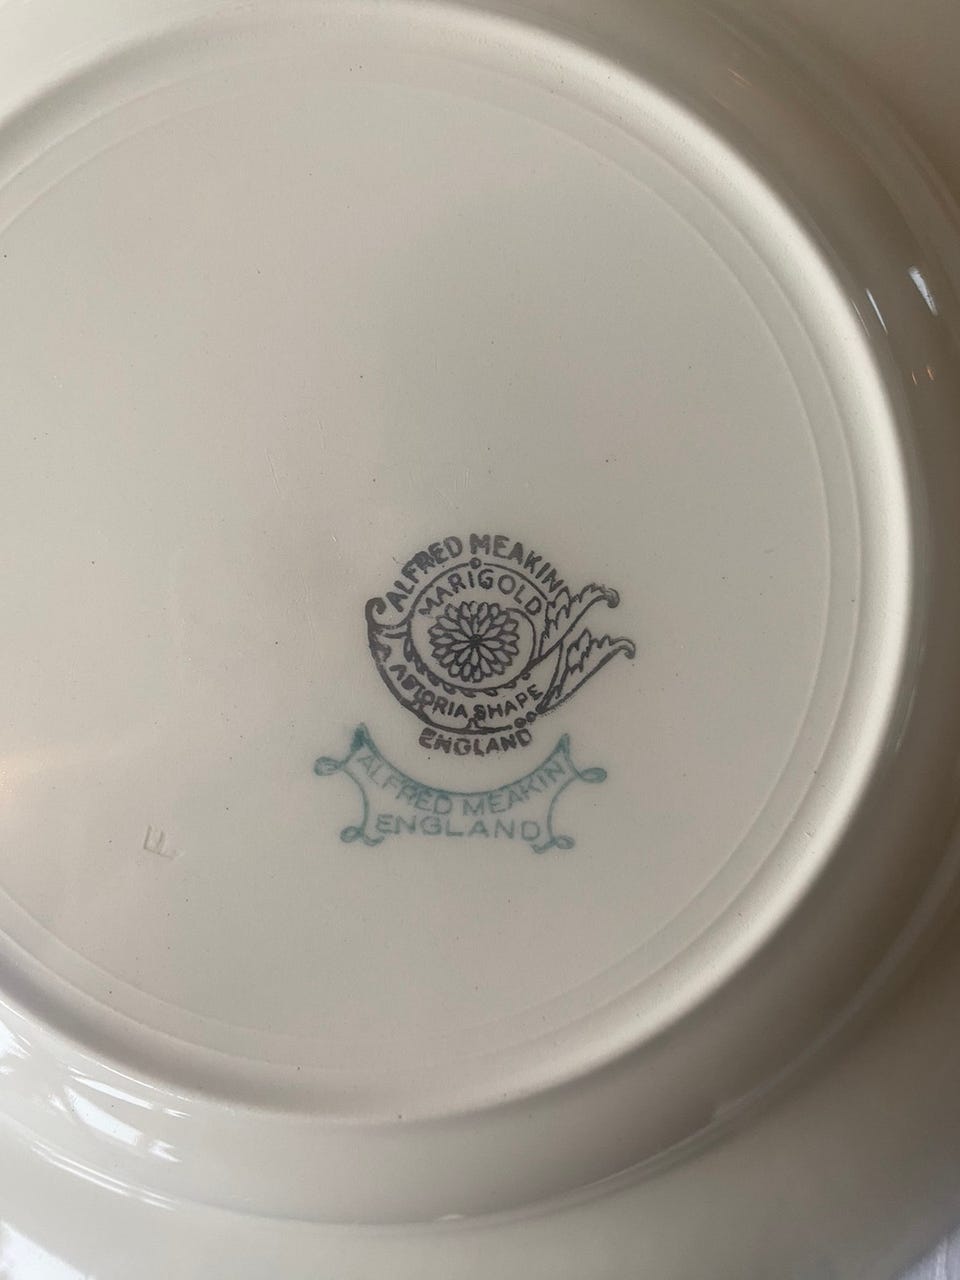 ALFRED MEAKIN
MARIGOLD
ASTORIA SHAPE
ENGLAND
ALFRED MEAKIN
ENGLAND
F